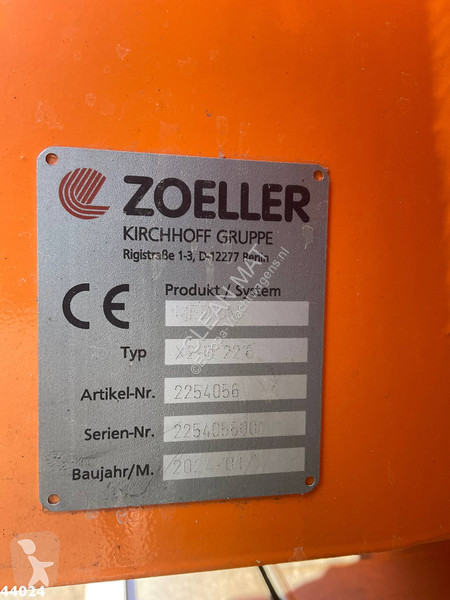 ZOELLER
KIRCHHOFF GRUPPE
Rigistraße 1-3, D-12277 Berlin
CE
Produkt / System
Typ
Artikel-Nr. 2254056
Serien-Nr.
Baujahr/M.
CLEANMAT
44024